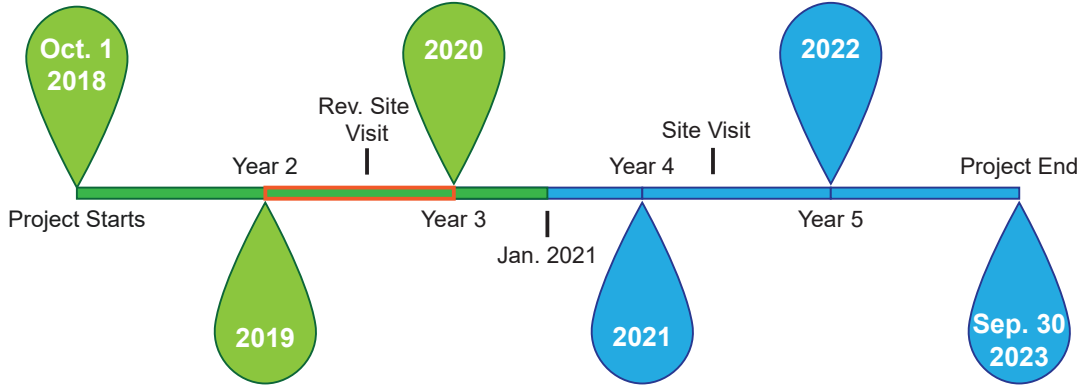 Oct. 1
2018
2020
2022
Rev. Site
Visit
Site Visit
Year 2
Year 4
Project End
Project Starts
Year 3
Year 5
Jan. 2021
2019
2021
Sep. 30
2023